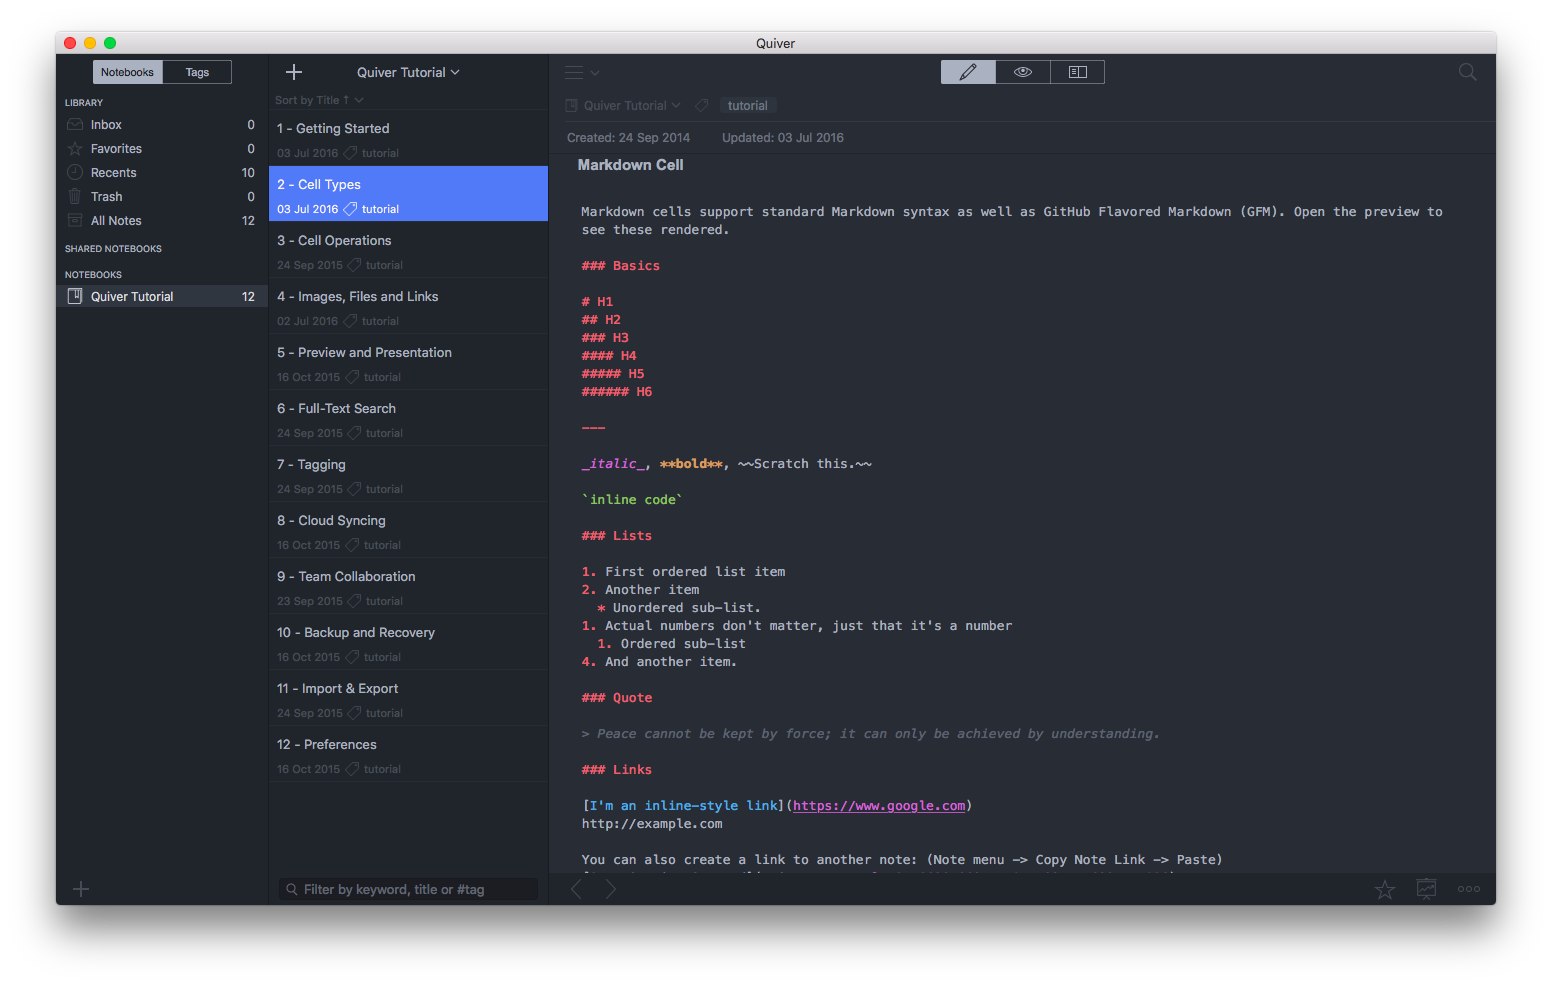 Quiver
Notebooks
Tags
LIBRARY
Inbox 0
Favorites 0
Recents 10
Trash 0
All Notes 12
SHARED NOTEBOOKS
NOTEBOOKS
Quiver Tutorial 12
Quiver Tutorial
Sort by Title ↑
1 - Getting Started
03 Jul 2016 tutorial
2 - Cell Types
03 Jul 2016 tutorial
3 - Cell Operations
24 Sep 2015 tutorial
4 - Images, Files and Links
02 Jul 2016 tutorial
5 - Preview and Presentation
16 Oct 2015 tutorial
6 - Full-Text Search
24 Sep 2015 tutorial
7 - Tagging
24 Sep 2015 tutorial
8 - Cloud Syncing
16 Oct 2015 tutorial
9 - Team Collaboration
23 Sep 2015 tutorial
10 - Backup and Recovery
16 Oct 2015 tutorial
11 - Import & Export
24 Sep 2015 tutorial
12 - Preferences
16 Oct 2015 tutorial
Filter by keyword, title or #tag
Quiver Tutorial tutorial
Created: 24 Sep 2014 Updated: 03 Jul 2016
Markdown Cell
Markdown cells support standard Markdown syntax as well as GitHub Flavored Markdown (GFM). Open the preview to
see these rendered.
### Basics
# H1
## H2
### H3
#### H4
##### H5
###### H6
---
_italic_, **bold**, ~~Scratch this.~~
`inline code`
### Lists
1. First ordered list item
2. Another item
* Unordered sub-list.
1. Actual numbers don't matter, just that it's a number
1. Ordered sub-list
4. And another item.
### Quote
> Peace cannot be kept by force; it can only be achieved by understanding.
### Links
[I'm an inline-style link](https://www.google.com)
http://example.com
You can also create a link to another note: (Note menu -> Copy Note Link -> Paste)